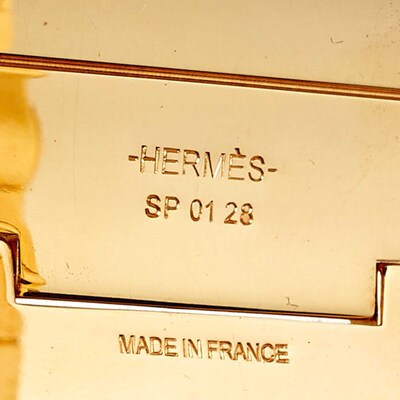 -HERMÈS-
SP 01 28
MADE IN FRANCE